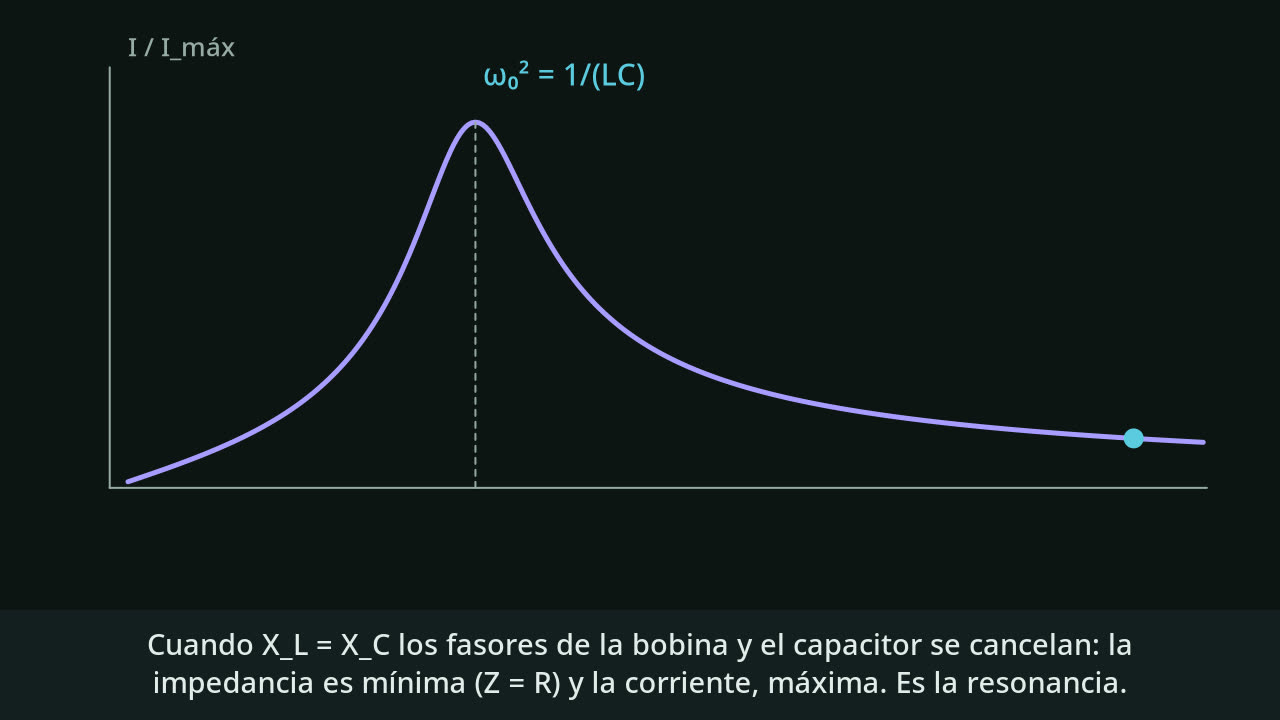 I / I_máx
ω₀² = 1/(LC)
Cuando X_L = X_C los fasores de la bobina y el capacitor se cancelan: la
impedancia es mínima (Z = R) y la corriente, máxima. Es la resonancia.